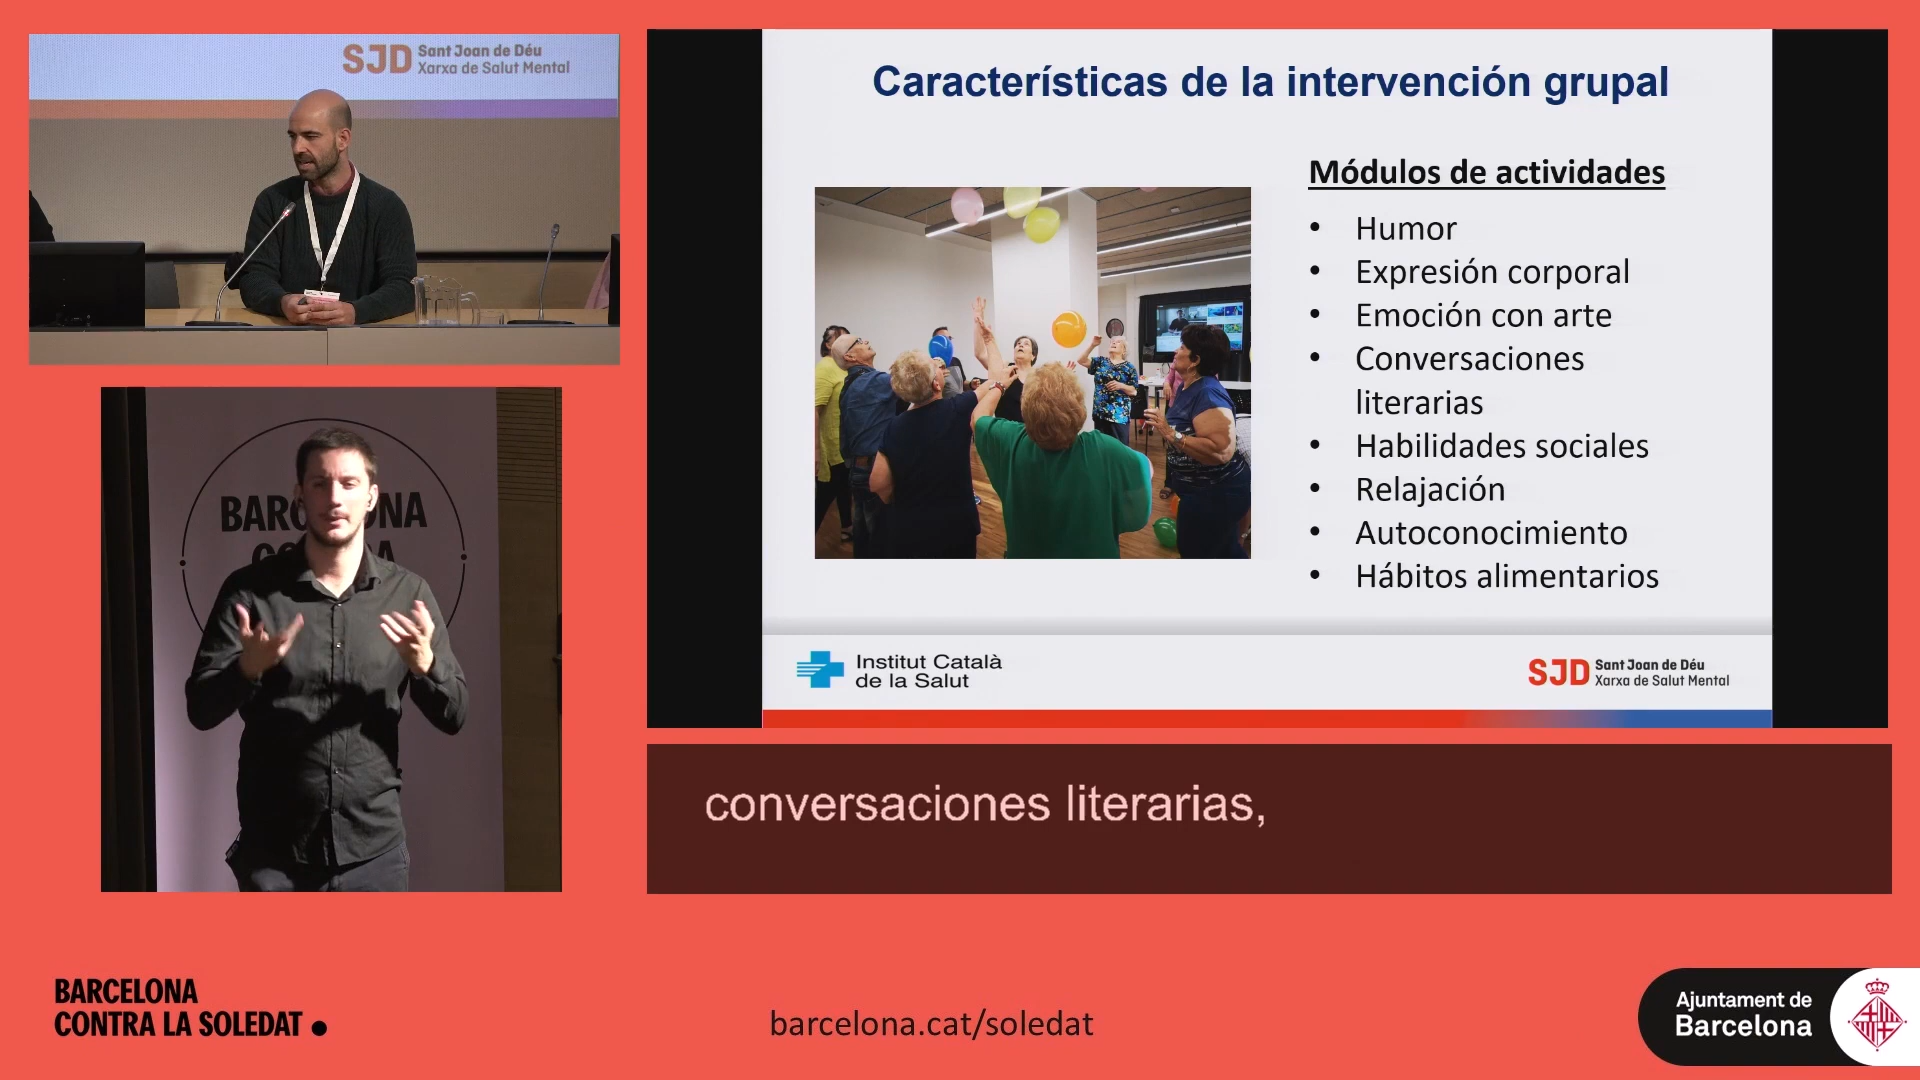 SJD Sant Joan de Déu
Xarxa de Salut Mental
Características de la intervención grupal
Módulos de actividades
• Humor
• Expresión corporal
• Emoción con arte
• Conversaciones
literarias
• Habilidades sociales
• Relajación
• Autoconocimiento
• Hábitos alimentarios
Institut Català
de la Salut
SJD Sant Joan de Déu
Xarxa de Salut Mental
conversaciones literarias,
BARCELONA
CONTRA LA SOLEDAT
barcelona.cat/soledat
Ajuntament de
Barcelona